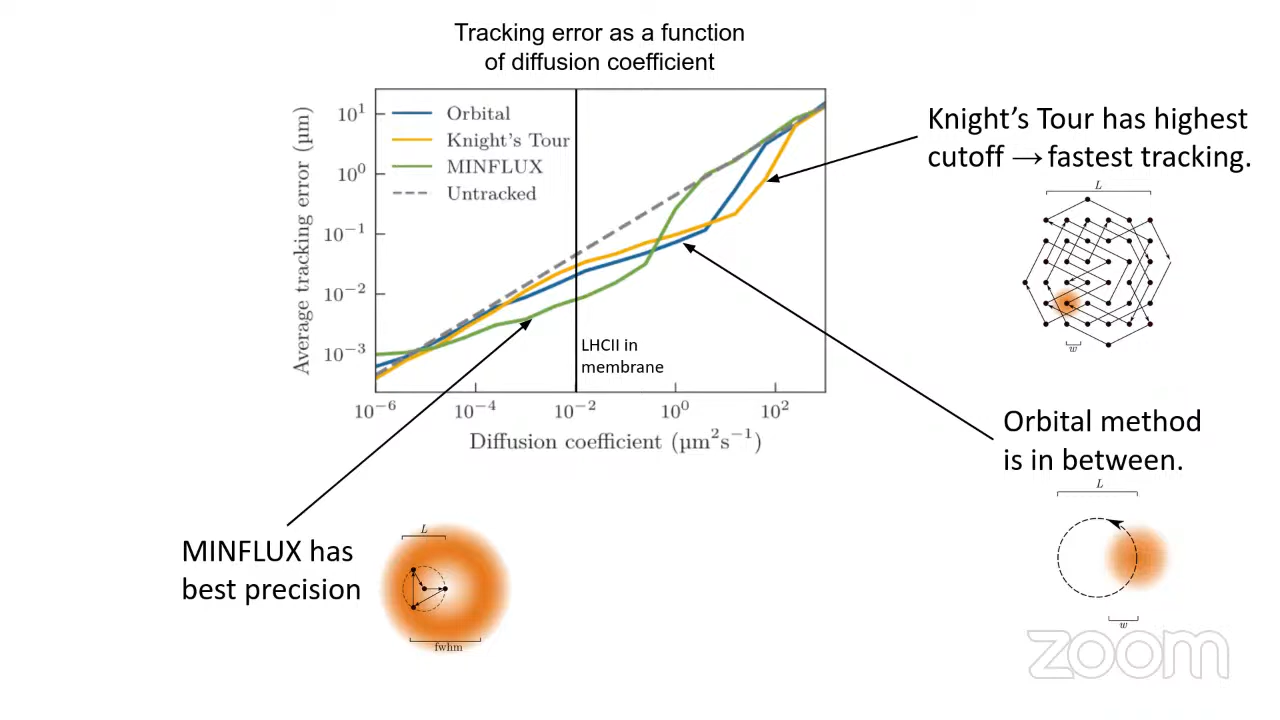 Tracking error as a function
of diffusion coefficient
Average tracking error (μm)
10¹
10⁰
10⁻¹
10⁻²
10⁻³
Orbital
Knight's Tour
MINFLUX
Untracked
LHCII in
membrane
10⁻⁶
10⁻⁴
10⁻²
10⁰
10²
Diffusion coefficient (μm²s⁻¹)
Knight's Tour has highest
cutoff → fastest tracking.
L
w
Orbital method
is in between.
L
w
MINFLUX has
best precision
L
fwhm
zoom